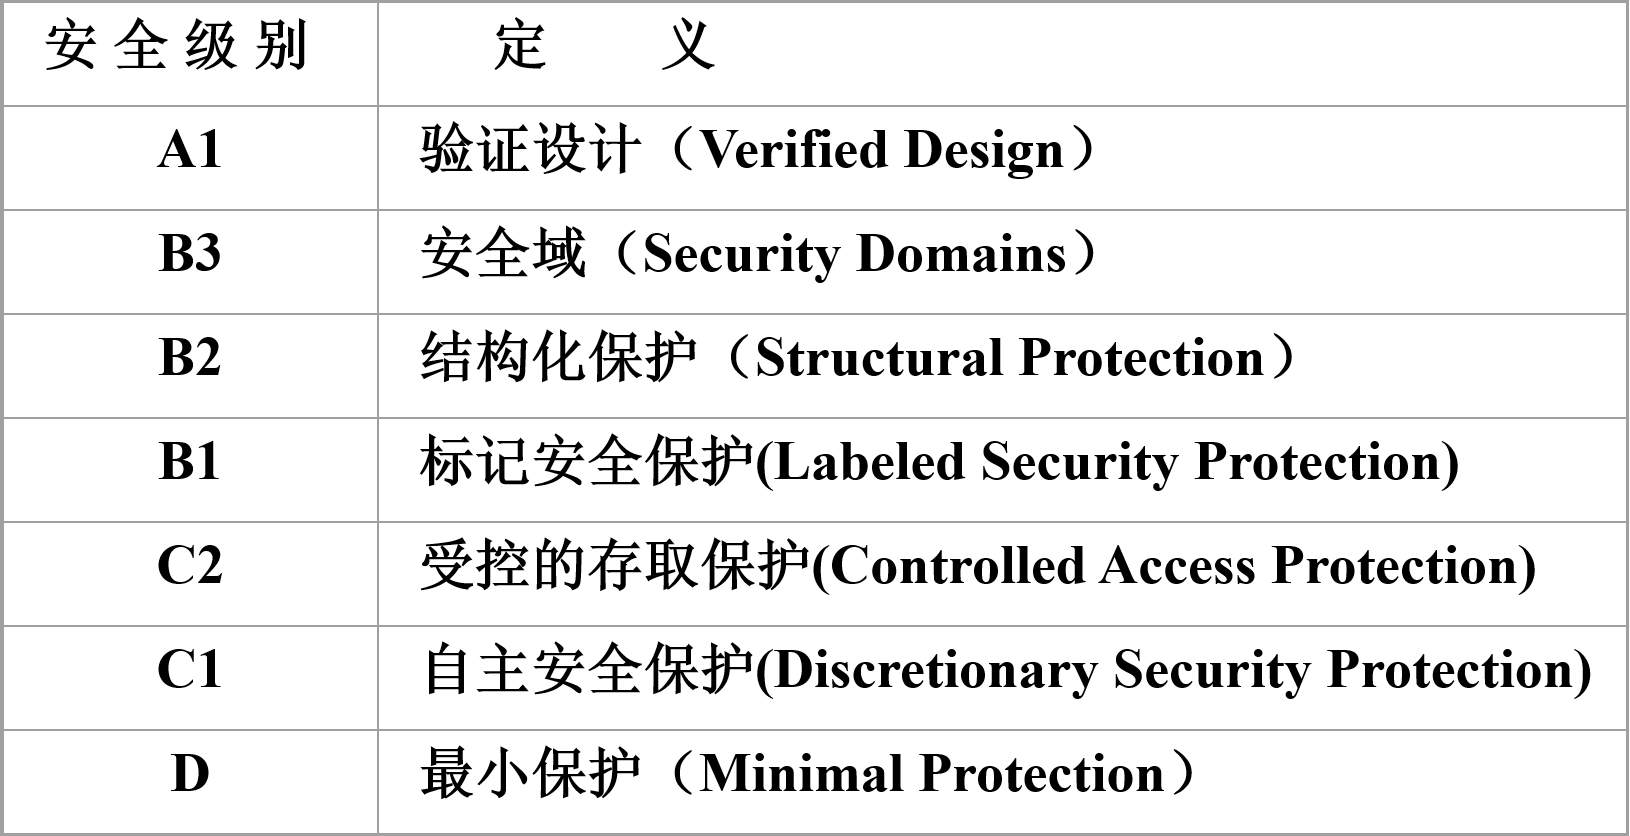 安全级别 定 义
A1 验证设计（Verified Design）
B3 安全域（Security Domains）
B2 结构化保护（Structural Protection）
B1 标记安全保护(Labeled Security Protection)
C2 受控的存取保护(Controlled Access Protection)
C1 自主安全保护(Discretionary Security Protection)
D 最小保护（Minimal Protection）